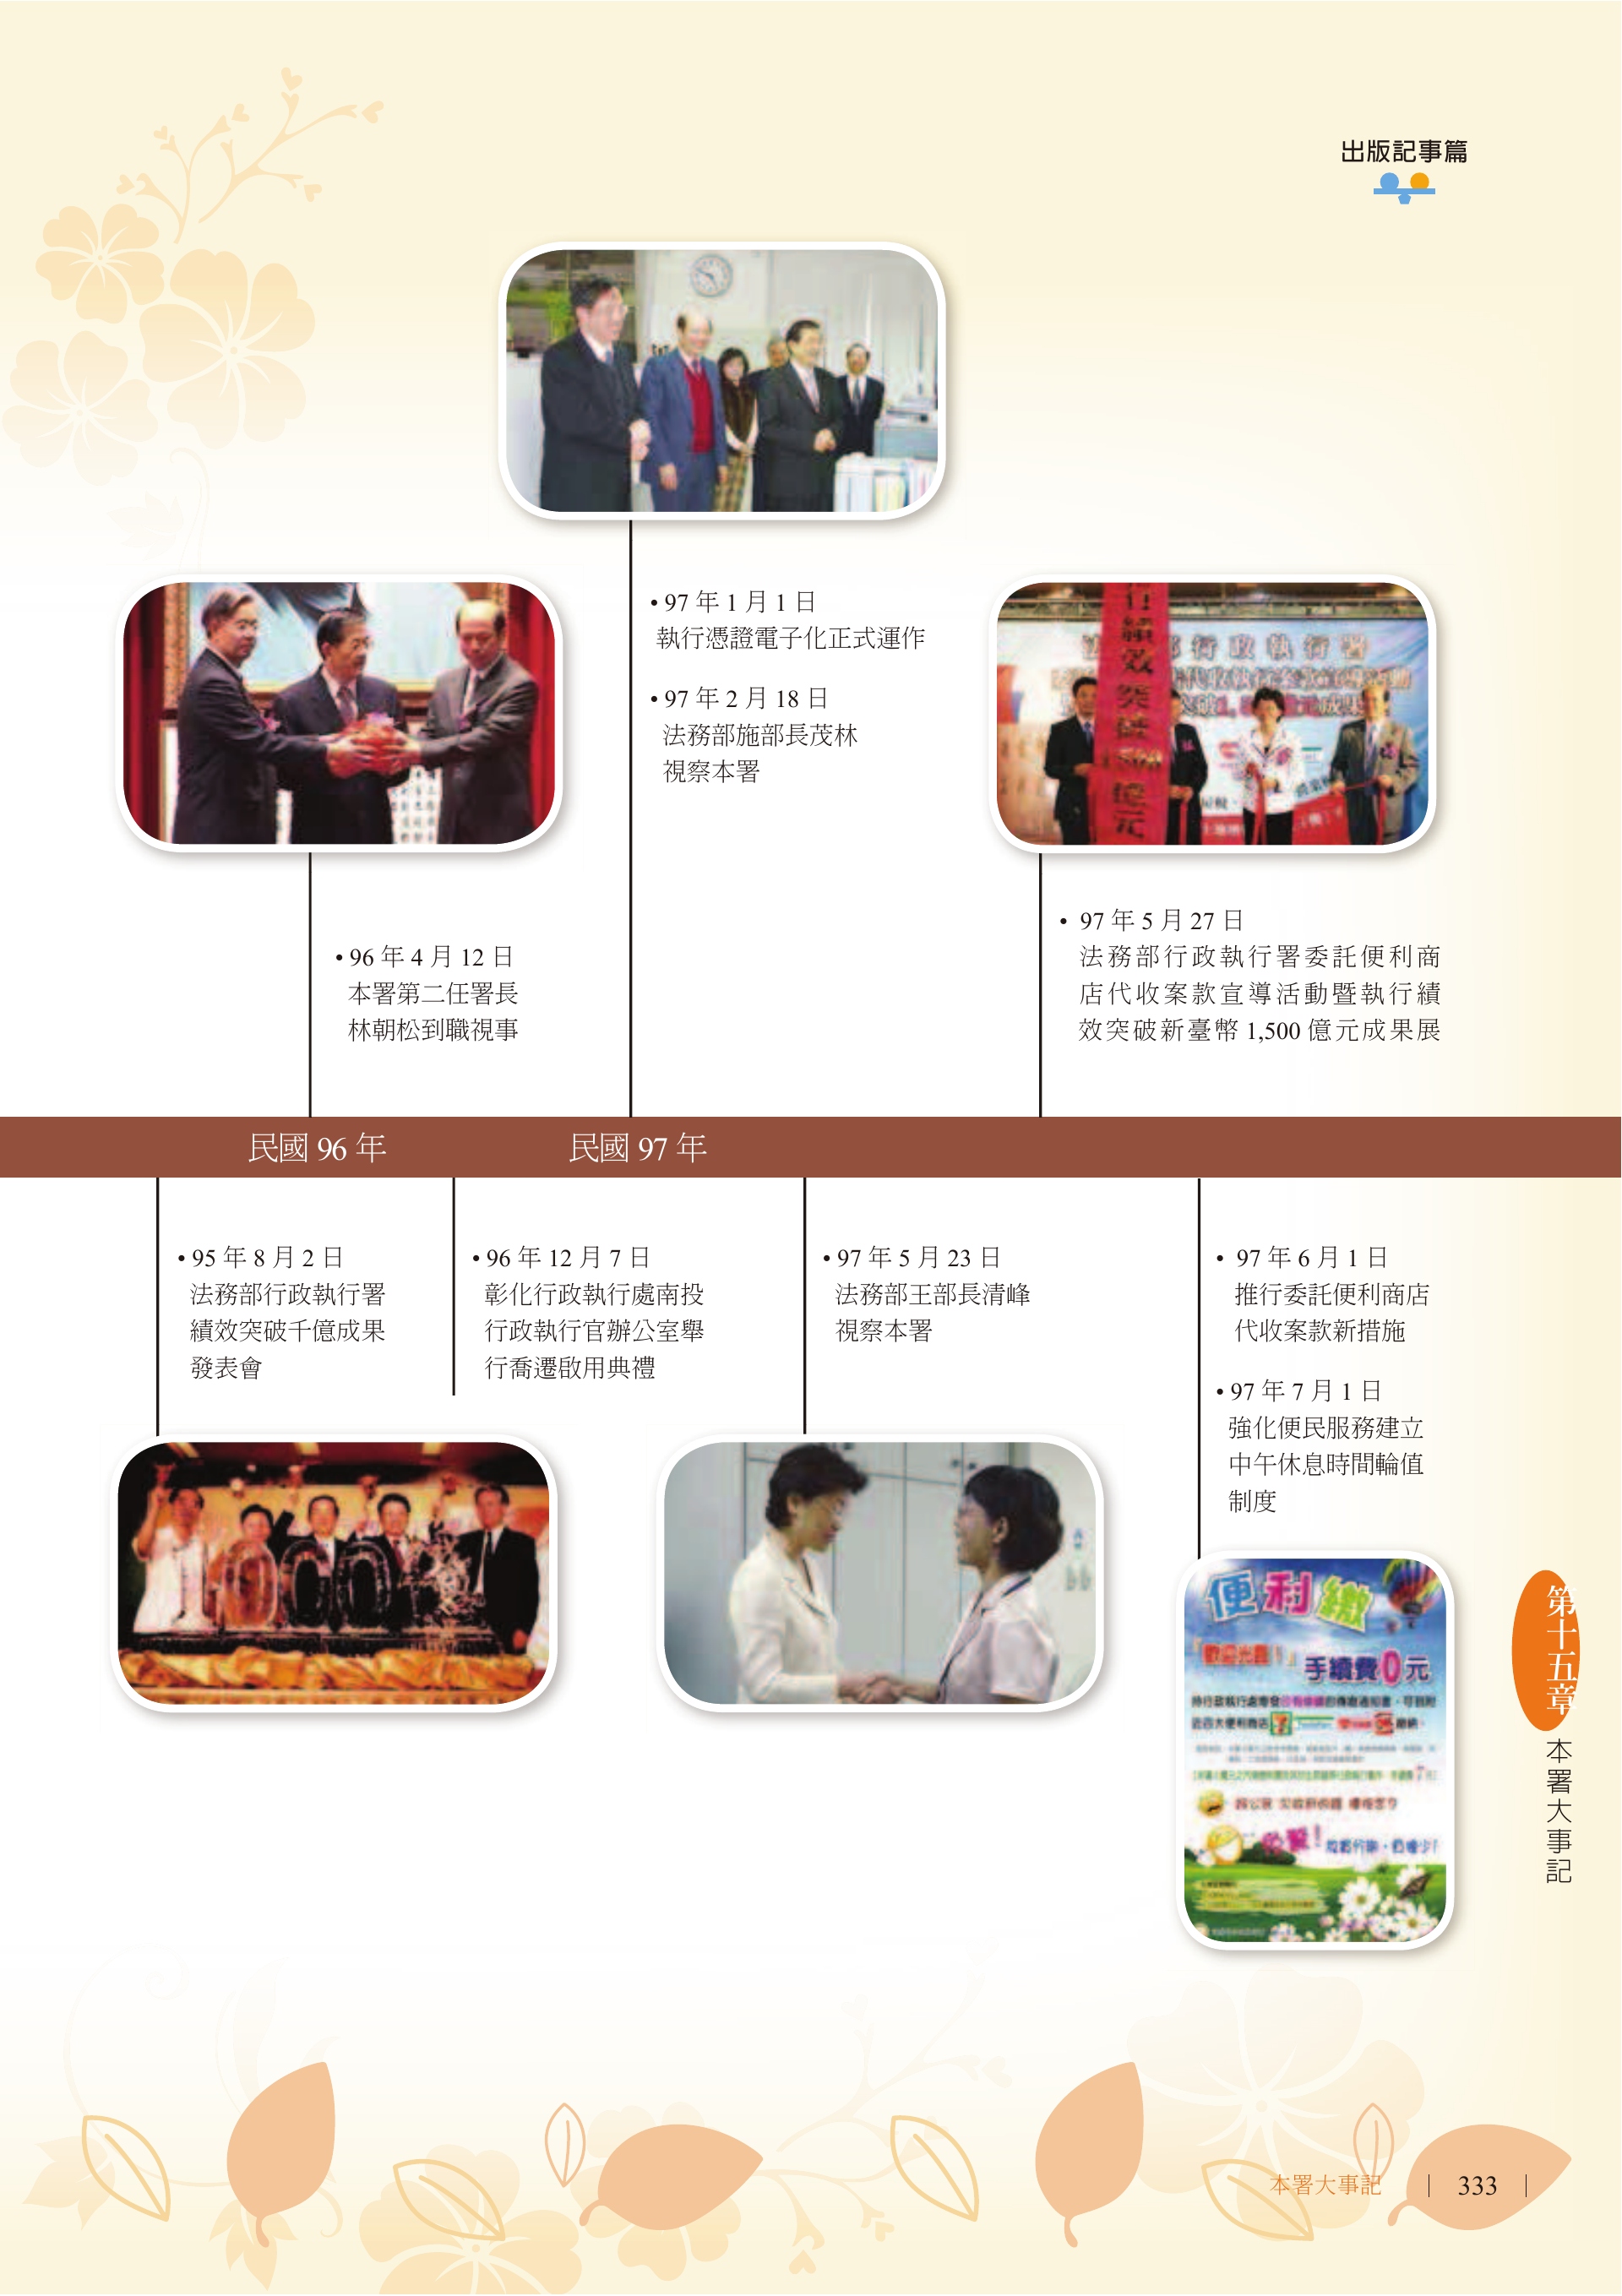 出版記事篇
• 97 年 1 月 1 日
執行憑證電子化正式運作
• 97 年 2 月 18 日
法務部施部長茂林
視察本署
• 96 年 4 月 12 日
本署第二任署長
林朝松到職視事
• 97 年 5 月 27 日
法務部行政執行署委託便利商
店代收案款宣導活動暨執行績
效突破新臺幣 1,500 億元成果展
民國 96 年
民國 97 年
• 95 年 8 月 2 日
法務部行政執行署
績效突破千億成果
發表會
• 96 年 12 月 7 日
彰化行政執行處南投
行政執行官辦公室舉
行喬遷啟用典禮
• 97 年 5 月 23 日
法務部王部長清峰
視察本署
• 97 年 6 月 1 日
推行委託便利商店
代收案款新措施
• 97 年 7 月 1 日
強化便民服務建立
中午休息時間輪值
制度
便利繳
手續費0元
第十五章
本署大事記
本署大事記
333